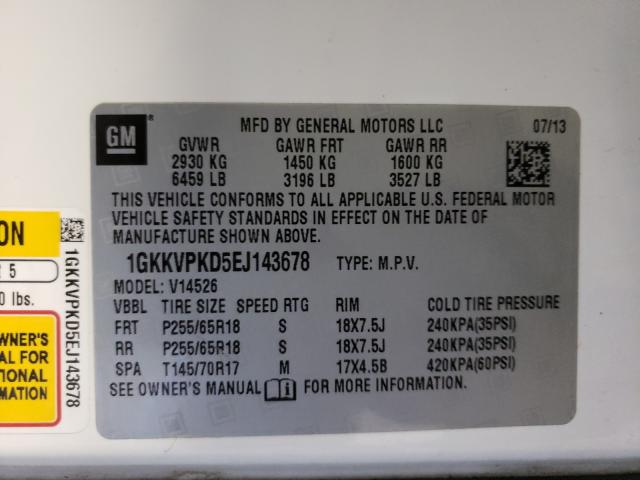 GM
®
MFD BY GENERAL MOTORS LLC 07/13
GVWR GAWR FRT GAWR RR
2930 KG 1450 KG 1600 KG
6459 LB 3196 LB 3527 LB
THIS VEHICLE CONFORMS TO ALL APPLICABLE U.S. FEDERAL MOTOR
VEHICLE SAFETY STANDARDS IN EFFECT ON THE DATE OF
MANUFACTURE SHOWN ABOVE.
1GKKVPKD5EJ143678 TYPE: M.P.V.
MODEL: V14526
VBBL TIRE SIZE SPEED RTG RIM COLD TIRE PRESSURE
FRT P255/65R18 S 18X7.5J 240KPA(35PSI)
RR P255/65R18 S 18X7.5J 240KPA(35PSI)
SPA T145/70R17 M 17X4.5B 420KPA(60PSI)
SEE OWNER'S MANUAL FOR MORE INFORMATION.
ON
5
0 lbs.
WNER'S
AL FOR
TIONAL
MATION
1GKKVPKD5EJ143678